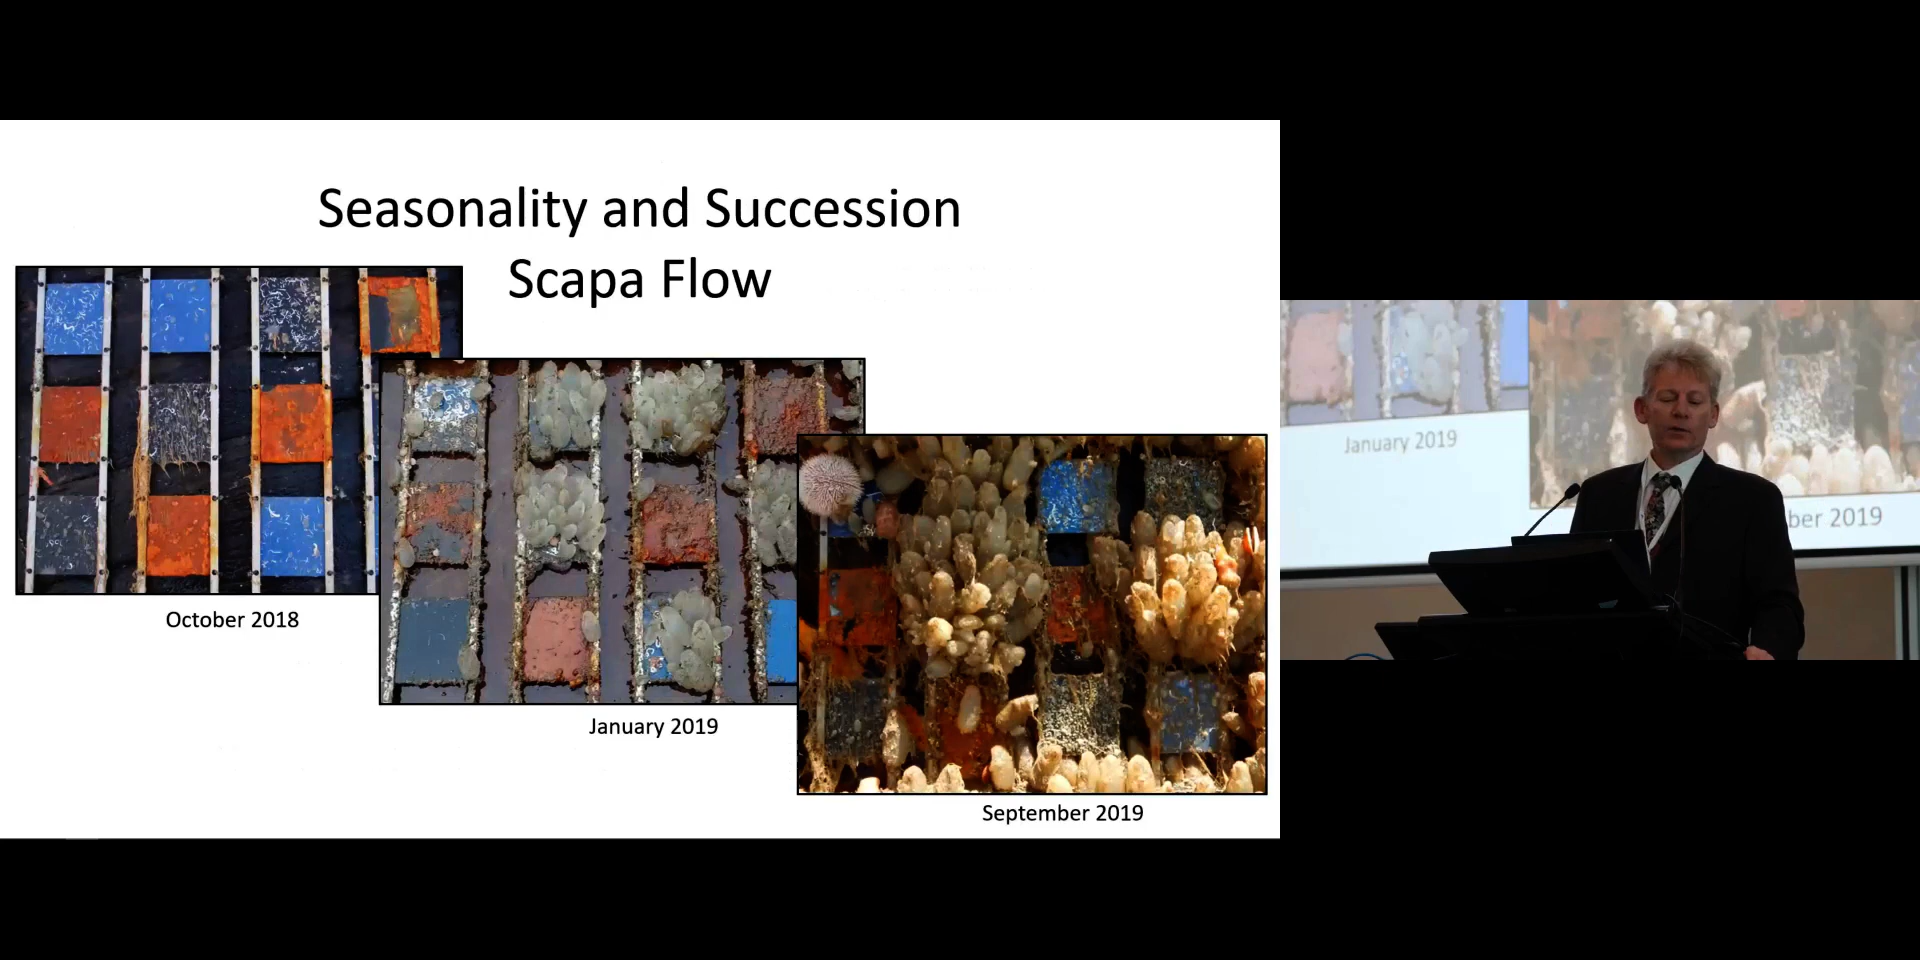 Seasonality and Succession
Scapa Flow
October 2018
January 2019
September 2019
January 2019
ber 2019